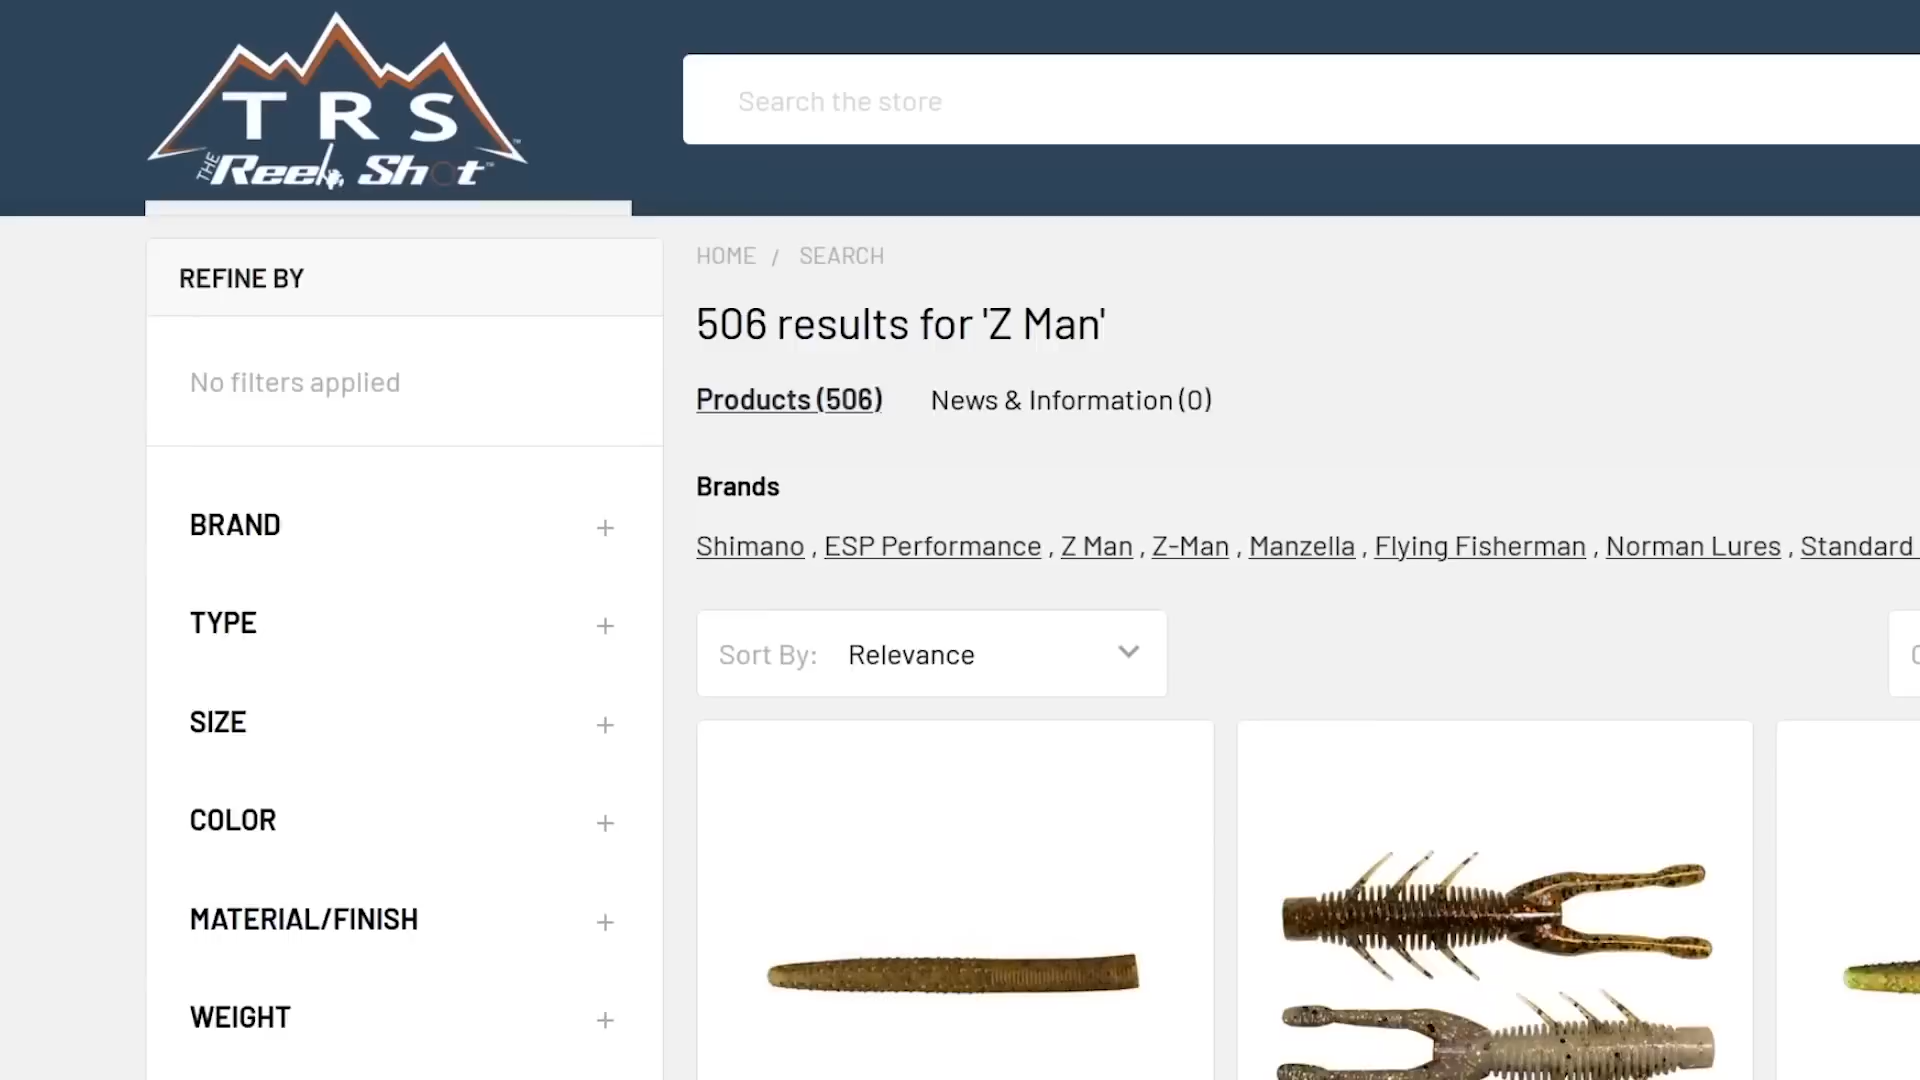 TRS
THE Reel Shot
Search the store
REFINE BY
No filters applied
BRAND
TYPE
SIZE
COLOR
MATERIAL/FINISH
WEIGHT
HOME / SEARCH
506 results for 'Z Man'
Products (506) News & Information (0)
Brands
Shimano , ESP Performance , Z Man , Z-Man , Manzella , Flying Fisherman , Norman Lures , Standard
Sort By: Relevance